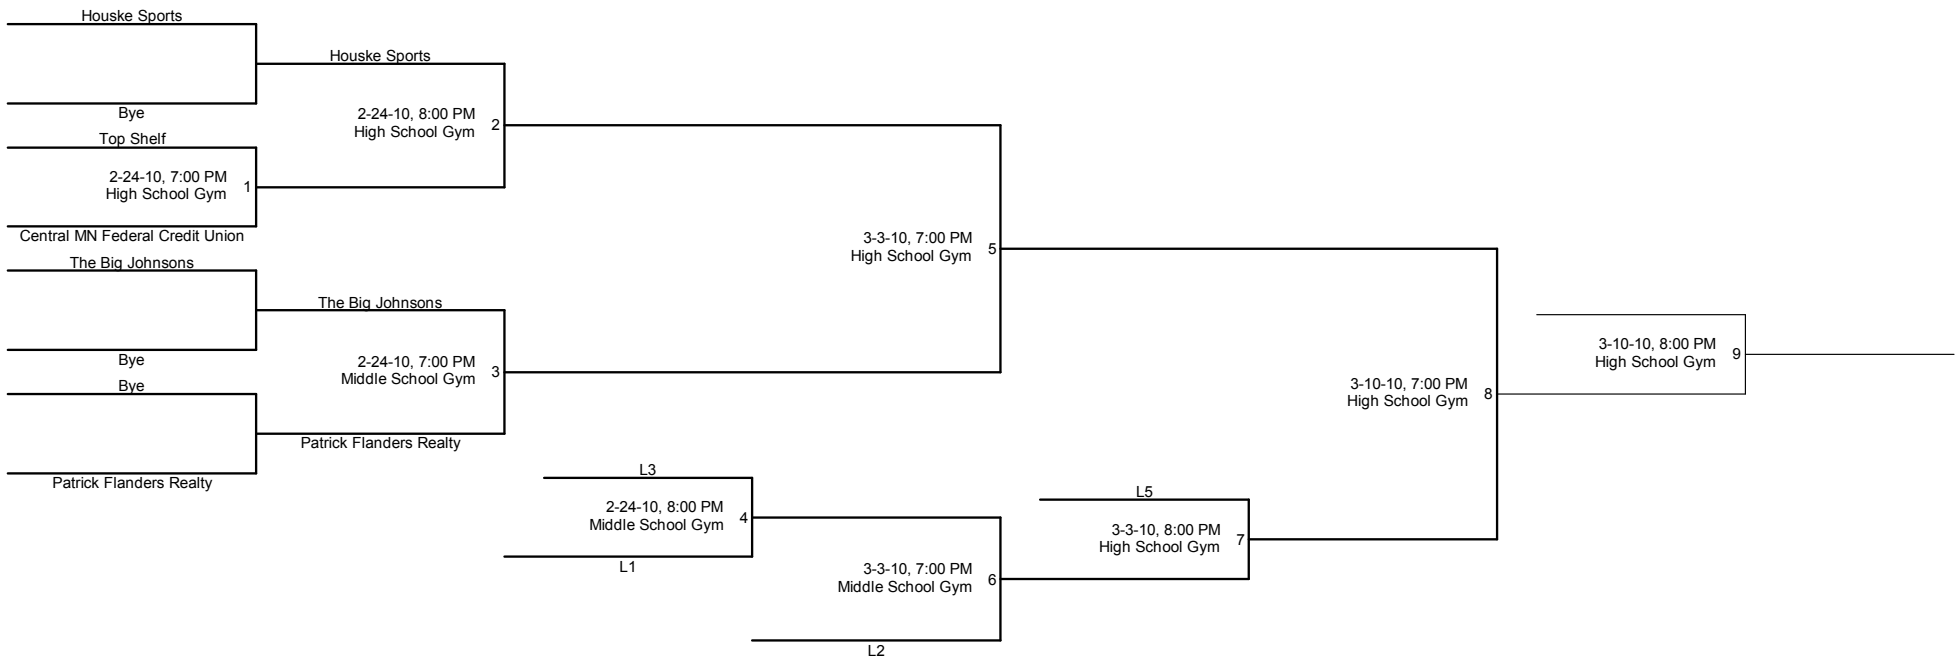 Houske Sports
Houske Sports
Bye
2-24-10, 8:00 PM
High School Gym
2
Top Shelf
2-24-10, 7:00 PM
High School Gym
1
Central MN Federal Credit Union
3-3-10, 7:00 PM
High School Gym
5
The Big Johnsons
The Big Johnsons
Bye
2-24-10, 7:00 PM
Middle School Gym
3
Bye
Patrick Flanders Realty
Patrick Flanders Realty
3-10-10, 8:00 PM
High School Gym
9
3-10-10, 7:00 PM
High School Gym
8
L3
2-24-10, 8:00 PM
Middle School Gym
4
L1
L5
3-3-10, 8:00 PM
High School Gym
7
3-3-10, 7:00 PM
Middle School Gym
6
L2